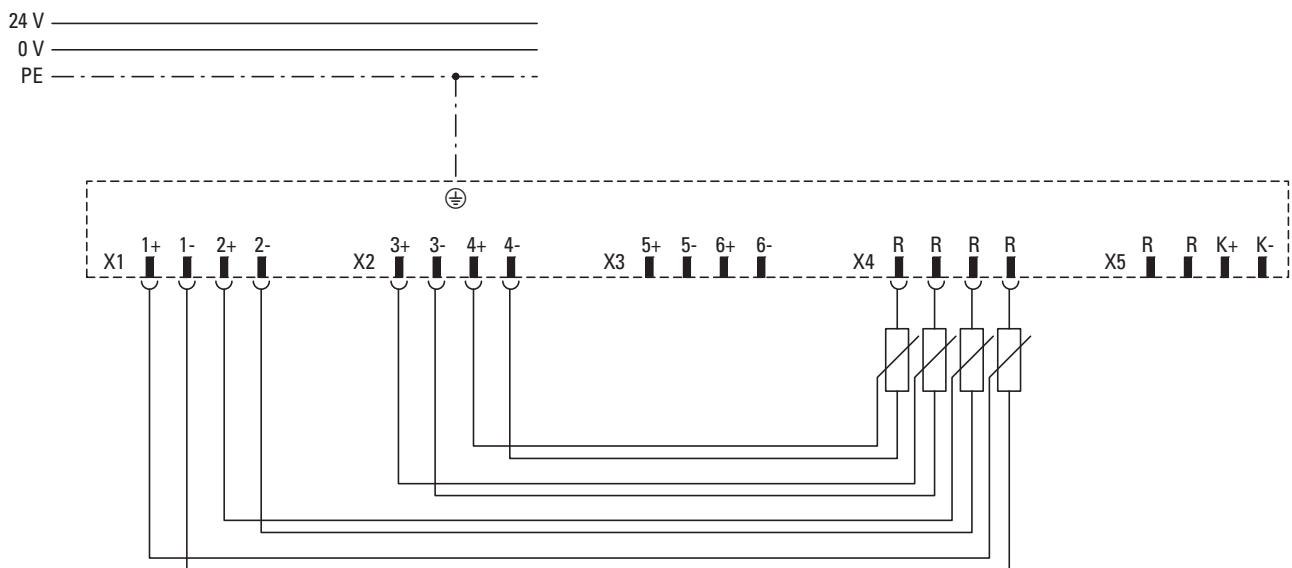 24 V
0 V
PE
X1 1+ 1- 2+ 2- X2 3+ 3- 4+ 4- X3 5+ 5- 6+ 6- X4 R R R R X5 R R K+ K-